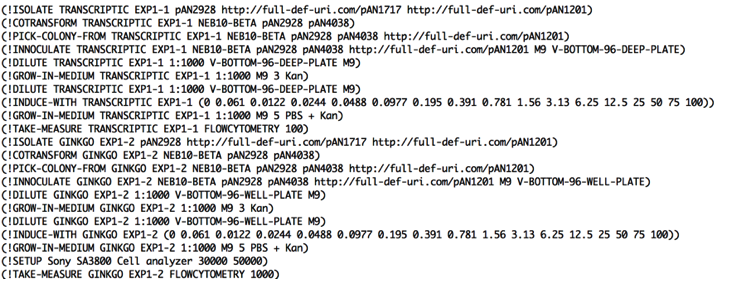 (!ISOLATE TRANSCRIPTIC EXP1-1 pAN2928 http://full-def-uri.com/pAN1717 http://full-def-uri.com/pAN1201)
(!COTRANSFORM TRANSCRIPTIC EXP1-1 NEB10-BETA pAN2928 pAN4038)
(!PICK-COLONY-FROM TRANSCRIPTIC EXP1-1 NEB10-BETA pAN2928 pAN4038 http://full-def-uri.com/pAN1201)
(!INNOCULATE TRANSCRIPTIC EXP1-1 NEB10-BETA pAN2928 pAN4038 http://full-def-uri.com/pAN1201 M9 V-BOTTOM-96-DEEP-PLATE)
(!DILUTE TRANSCRIPTIC EXP1-1 1:1000 V-BOTTOM-96-DEEP-PLATE M9)
(!GROW-IN-MEDIUM TRANSCRIPTIC EXP1-1 1:1000 M9 3 Kan)
(!DILUTE TRANSCRIPTIC EXP1-1 1:1000 V-BOTTOM-96-DEEP-PLATE M9)
(!INDUCE-WITH TRANSCRIPTIC EXP1-1 (0 0.061 0.0122 0.0244 0.0488 0.0977 0.195 0.391 0.781 1.56 3.13 6.25 12.5 25 50 75 100))
(!GROW-IN-MEDIUM TRANSCRIPTIC EXP1-1 1:1000 M9 5 PBS + Kan)
(!TAKE-MEASURE TRANSCRIPTIC EXP1-1 FLOWCYTOMETRY 100)
(!ISOLATE GINKGO EXP1-2 pAN2928 http://full-def-uri.com/pAN1717 http://full-def-uri.com/pAN1201)
(!COTRANSFORM GINKGO EXP1-2 NEB10-BETA pAN2928 pAN4038)
(!PICK-COLONY-FROM GINKGO EXP1-2 NEB10-BETA pAN2928 pAN4038 http://full-def-uri.com/pAN1201)
(!INNOCULATE GINKGO EXP1-2 NEB10-BETA pAN2928 pAN4038 http://full-def-uri.com/pAN1201 M9 V-BOTTOM-96-WELL-PLATE)
(!DILUTE GINKGO EXP1-2 1:1000 V-BOTTOM-96-WELL-PLATE M9)
(!GROW-IN-MEDIUM GINKGO EXP1-2 1:1000 M9 3 Kan)
(!DILUTE GINKGO EXP1-2 1:1000 V-BOTTOM-96-WELL-PLATE M9)
(!INDUCE-WITH GINKGO EXP1-2 (0 0.061 0.0122 0.0244 0.0488 0.0977 0.195 0.391 0.781 1.56 3.13 6.25 12.5 25 50 75 100))
(!GROW-IN-MEDIUM GINKGO EXP1-2 1:1000 M9 5 PBS + Kan)
(!SETUP Sony SA3800 Cell analyzer 30000 50000)
(!TAKE-MEASURE GINKGO EXP1-2 FLOWCYTOMETRY 1000)